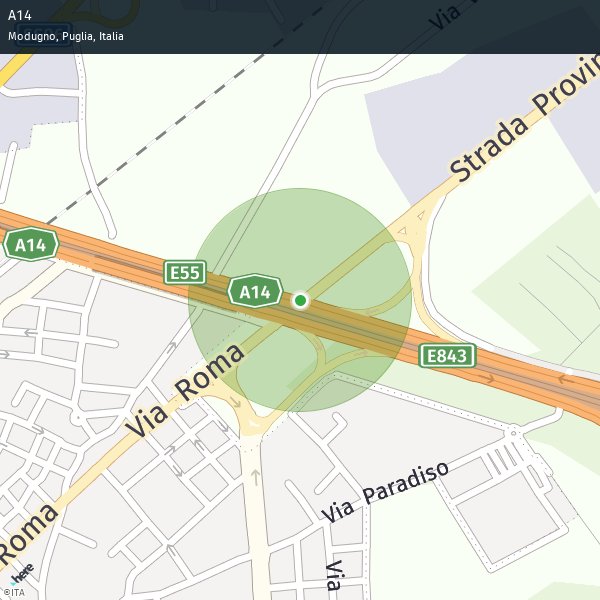 A14
Modugno, Puglia, Italia
Via
Strada Provin
A14
E55
A14
E843
Via Roma
Via Paradiso
Roma
Via
here
©ITA